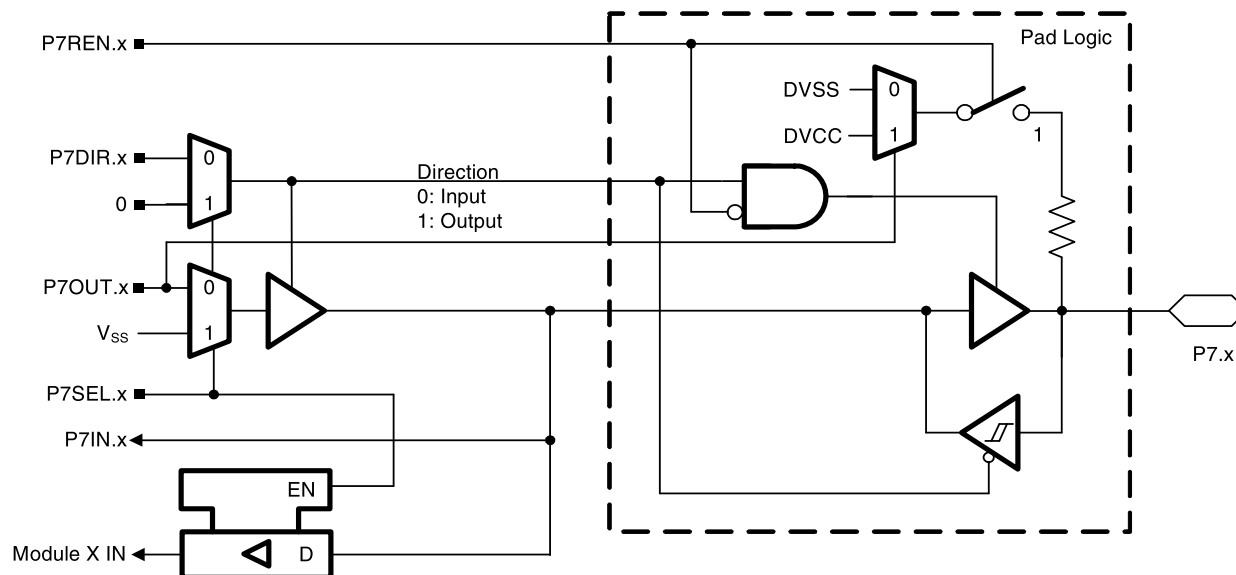 P7REN.x
Pad Logic
DVSS
0
DVCC
1
1
P7DIR.x
0
0
1
Direction
0: Input
1: Output
P7OUT.x
0
VSS
1
P7.x
P7SEL.x
P7IN.x
EN
Module X IN
D